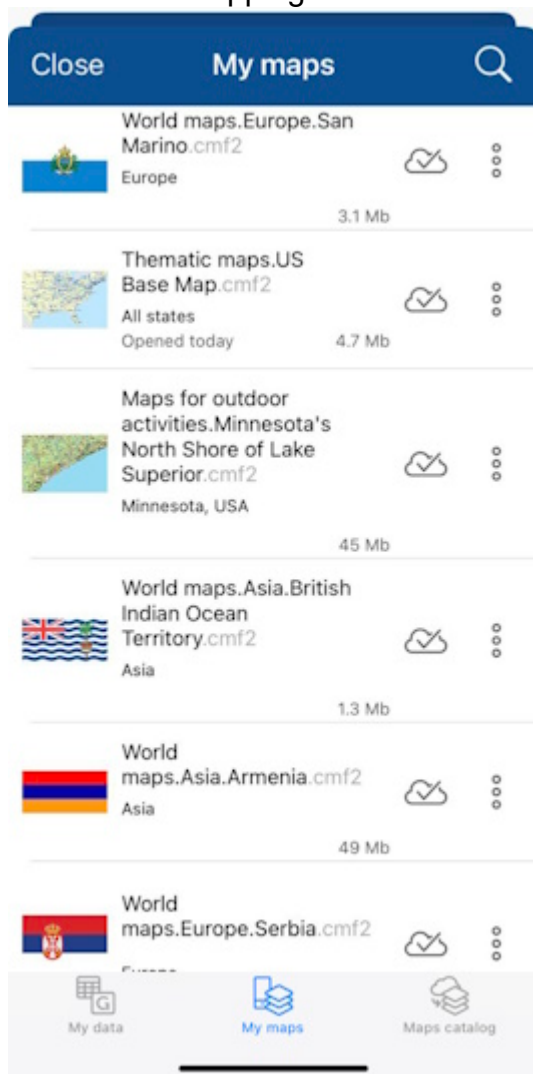 Close My maps
World maps.Europe.San
Marino.cmf2
Europe
3.1 Mb
Thematic maps.US
Base Map.cmf2
All states
Opened today 4.7 Mb
Maps for outdoor
activities.Minnesota's
North Shore of Lake
Superior.cmf2
Minnesota, USA
45 Mb
World maps.Asia.British
Indian Ocean
Territory.cmf2
Asia
1.3 Mb
World
maps.Asia.Armenia.cmf2
Asia
49 Mb
World
maps.Europe.Serbia.cmf2
My data My maps Maps catalog